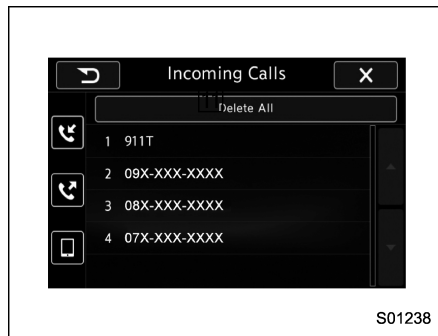 Incoming Calls
Delete All
1 911T
2 09X-XXX-XXXX
3 08X-XXX-XXXX
4 07X-XXX-XXXX
S01238